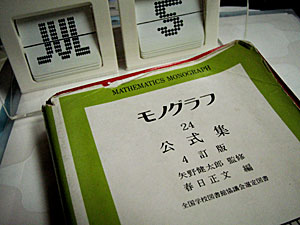 JUL 5
MATHEMATICS MONOGRAPH
モノグラフ
24
公式集
4訂版
矢野健太郎 監修
春日正文 編
全国学校図書館協議会選定図書